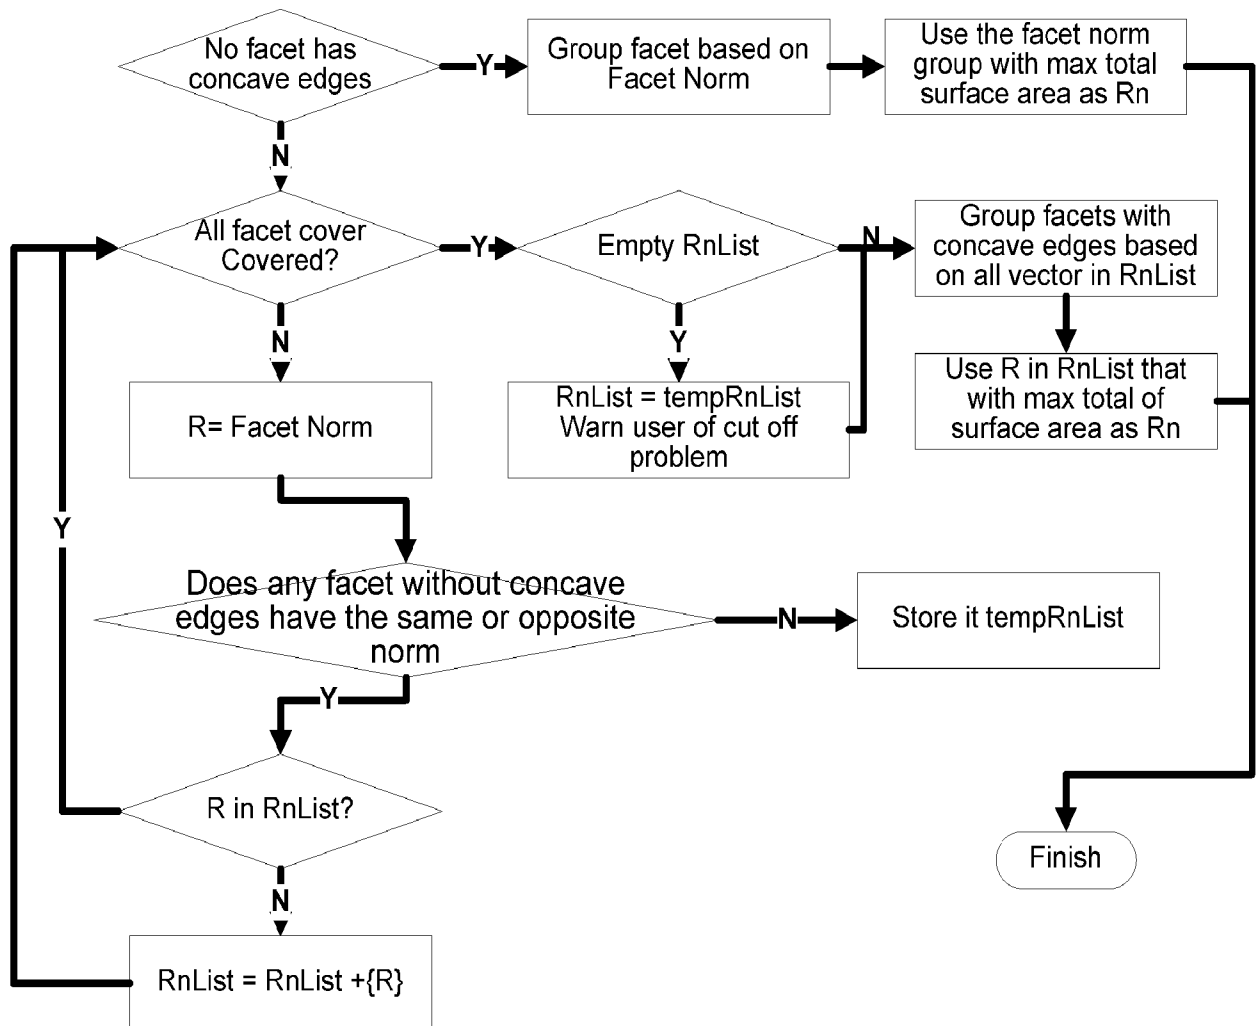 No facet has
concave edges
Y
Group facet based on
Facet Norm
Use the facet norm
group with max total
surface area as Rn
N
All facet cover
Covered?
Y
Empty RnList
N
Group facets with
concave edges based
on all vector in RnList
N
Y
R= Facet Norm
RnList = tempRnList
Warn user of cut off
problem
Use R in RnList that
with max total of
surface area as Rn
Y
Does any facet without concave
edges have the same or opposite
norm
N
Store it tempRnList
Y
R in RnList?
Finish
N
RnList = RnList +{R}